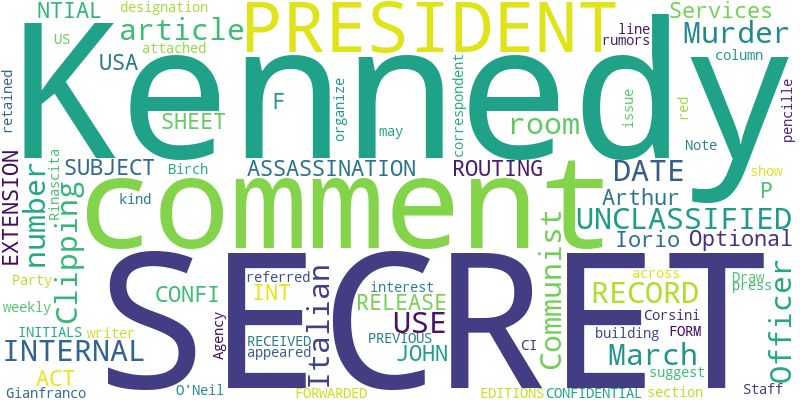 NTIAL
designation
US
article
attached
USA
PRESIDENT
line
rumors
Services
Murder
column
Kennedy
retained
SHEET
F
organize
may
correspondent
room
issue
red
pencille
Note
show
SUBJECT
Birch
ASSASSINATION
ROUTING
DATE
P
EXTENSION
number
Clipping
Rinascita
kind
comment
Arthur
UNCLASSIFIED
Iorio
Optional
Communist
Officer
Party
weekly
INITIALS
writer
INTERNAL
ACT
Gianfranco
SECRET
CONFI
referred
INT
Agency
RECEIVED
appeared
Italian
O'Neil
FORWARDED
interest
RELEASE
USE
PREVIOUS
JOHN
CI
EDITIONS
CONFIDENTIAL
across
RECORD
Draw
press
Corsini
building
FORM
March
suggest
section
Staff